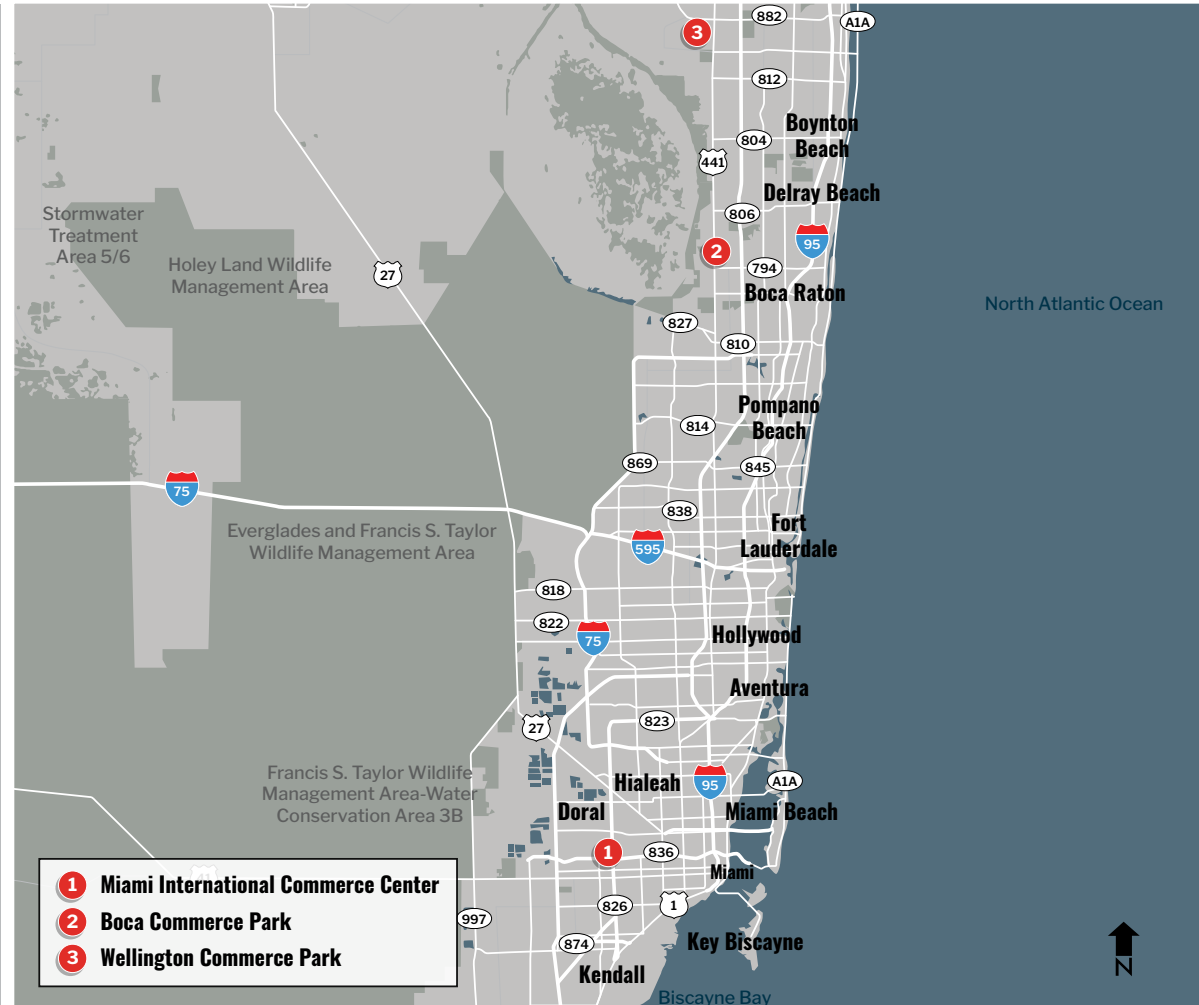 882
A1A
3
812
Boynton
Beach
804
441
Delray Beach
806
Stormwater
Treatment
Area 5/6
95
2
Holey Land Wildlife
Management Area
27
794
Boca Raton
North Atlantic Ocean
827
810
Pompano
Beach
814
869
845
75
838
Everglades and Francis S. Taylor
Wildlife Management Area
Fort
Lauderdale
595
818
822
75
Hollywood
Aventura
823
27
Francis S. Taylor Wildlife
Management Area-Water
Conservation Area 3B
Hialeah
95
A1A
Doral
Miami Beach
1
836
Miami
1 Miami International Commerce Center
2 Boca Commerce Park
3 Wellington Commerce Park
826
1
997
874
Key Biscayne
Kendall
N
Biscayne Bay